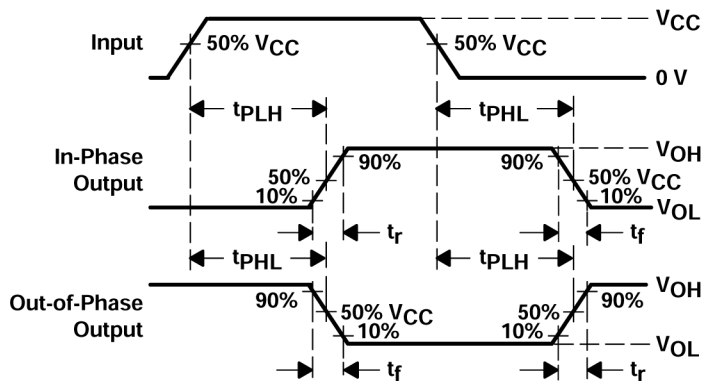 VCC
Input
50% VCC
50% VCC
0 V
tPLH
tPHL
In-Phase
Output
90%
90%
VOH
50%
50% VCC
10%
10%
VOL
tr
tf
tPHL
tPLH
Out-of-Phase
Output
90%
VOH
90%
50% VCC
50%
10%
10%
VOL
tf
tr